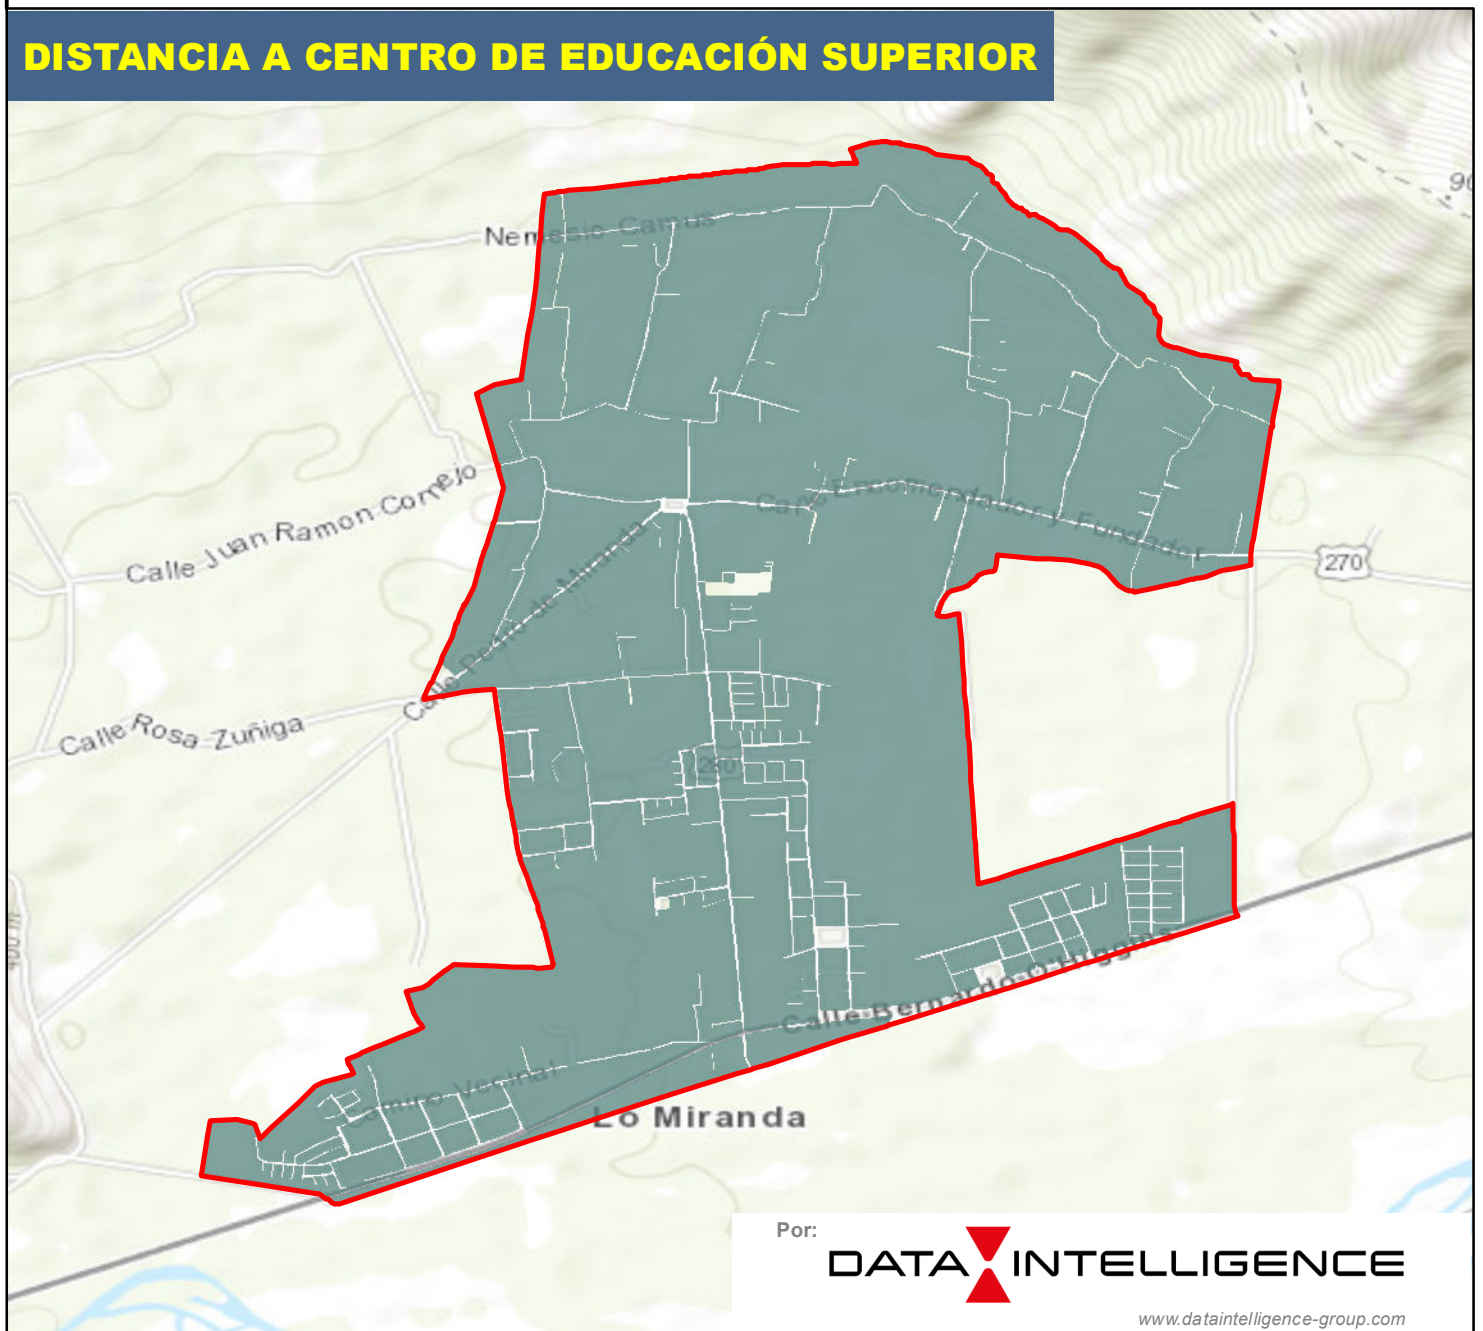 DISTANCIA A CENTRO DE EDUCACIÓN SUPERIOR
Nemesio Camus
Calle Juan Ramon Cornejo
Encomendador y Fundador
270
Calle Pedro de Miranda
Calle Rosa Zuñiga
400 m
Calle Bernardo O'Higgins
Camino Vecinal
Lo Miranda
Por:
DATA INTELLIGENCE
www.dataintelligence-group.com